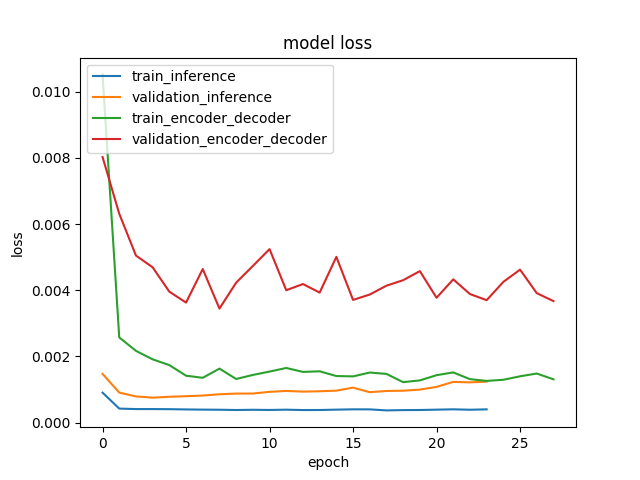 model loss
train_inference
validation_inference
train_encoder_decoder
validation_encoder_decoder
loss
0.010
0.008
0.006
0.004
0.002
0.000
0 5 10 15 20 25
epoch